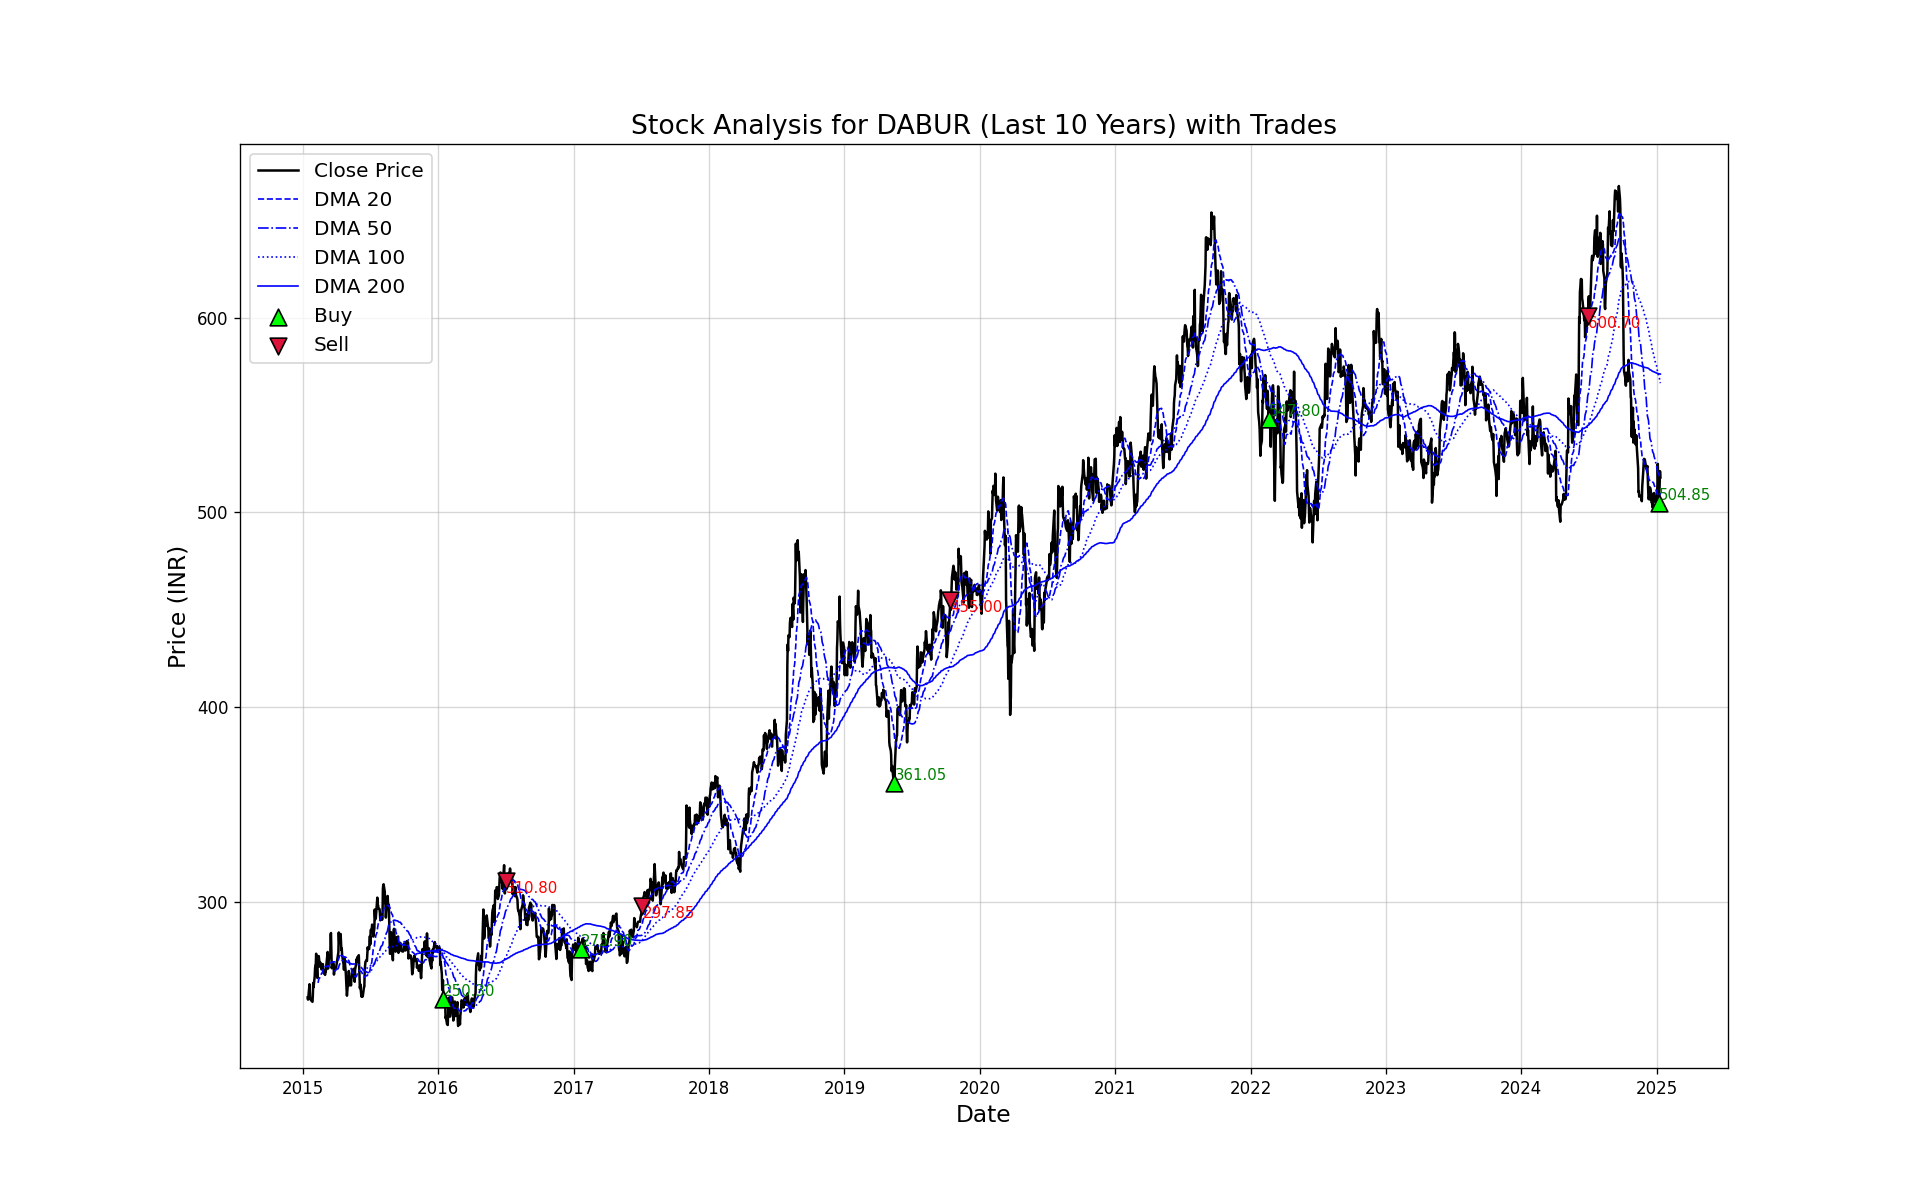 Stock Analysis for DABUR (Last 10 Years) with Trades
Close Price
DMA 20
DMA 50
DMA 100
DMA 200
Buy
Sell
Price (INR)
600
500
400
300
600.70
504.85
455.00
361.05
310.80
297.85
250.20
2015
2016
2017
2018
2019
2020
2021
2022
2023
2024
2025
Date